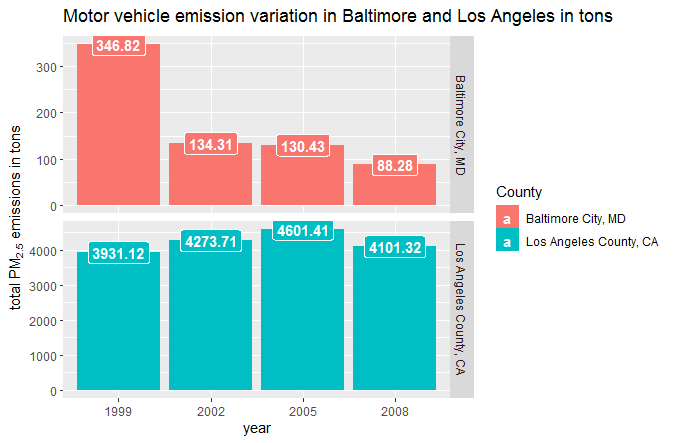 Motor vehicle emission variation in Baltimore and Los Angeles in tons
total PM2.5 emissions in tons
300
200
100
0
346.82
134.31
130.43
88.28
Baltimore City, MD
4000
3000
2000
1000
0
3931.12
4273.71
4601.41
4101.32
Los Angeles County, CA
1999
2002
2005
2008
year
County
a Baltimore City, MD
a Los Angeles County, CA